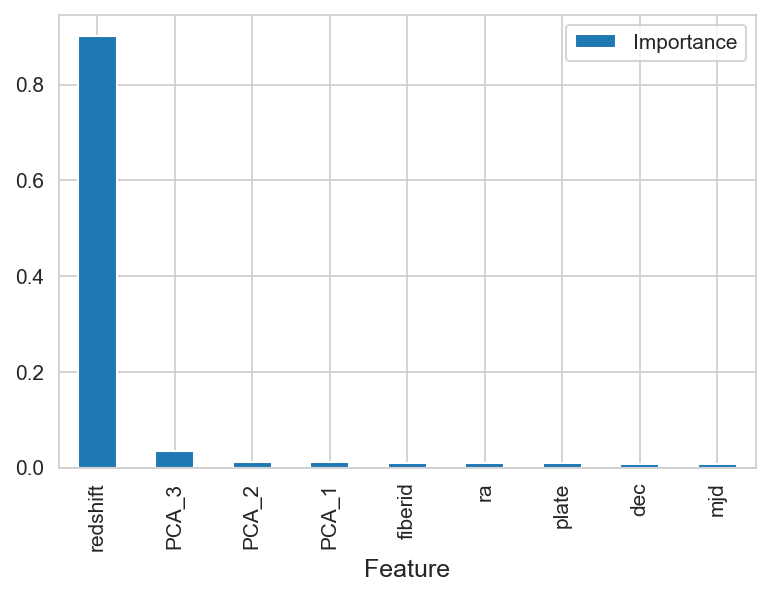 Importance
0.8
0.6
0.4
0.2
0.0
redshift
PCA_3
PCA_2
PCA_1
fiberid
ra
plate
dec
mjd
Feature